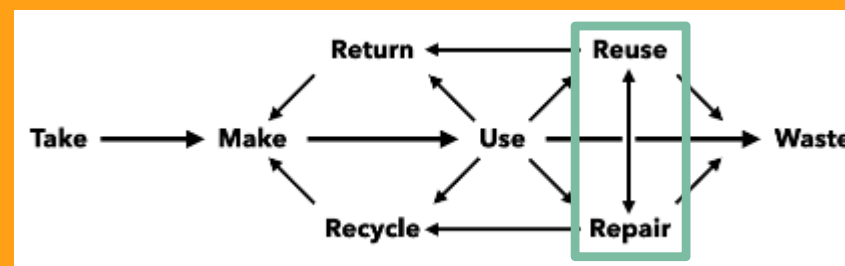 Return Reuse
Take Make Use Waste
Recycle Repair